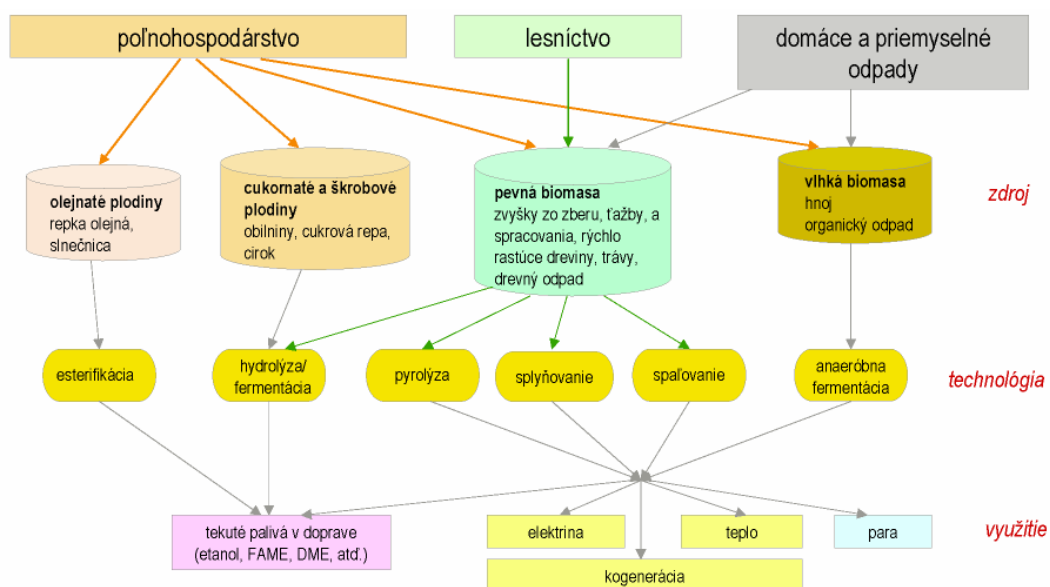 poľnohospodárstvo
lesníctvo
domáce a priemyselné
odpady
olejnaté plodiny
repka olejná,
slnečnica
cukornaté a škrobové
plodiny
obilniny, cukrová repa,
cirok
pevná biomasa
zvyšky zo zberu, ťažby, a
spracovania, rýchlo
rastúce dreviny, trávy,
drevný odpad
vlhká biomasa
hnoj
organický odpad
zdroj
esterifikácia
hydrolýza/
fermentácia
pyrolýza
splyňovanie
spaľovanie
anaeróbna
fermentácia
technológia
tekuté palivá v doprave
(etanol, FAME, DME, atď.)
elektrina
teplo
para
využitie
kogenerácia